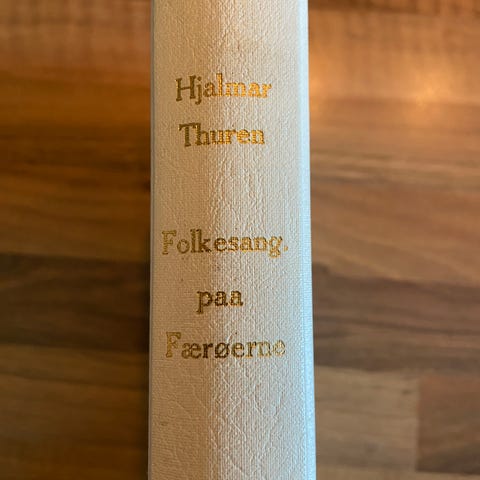 Hjalmar
Thuren
Folkesang.
paa
Færøerne